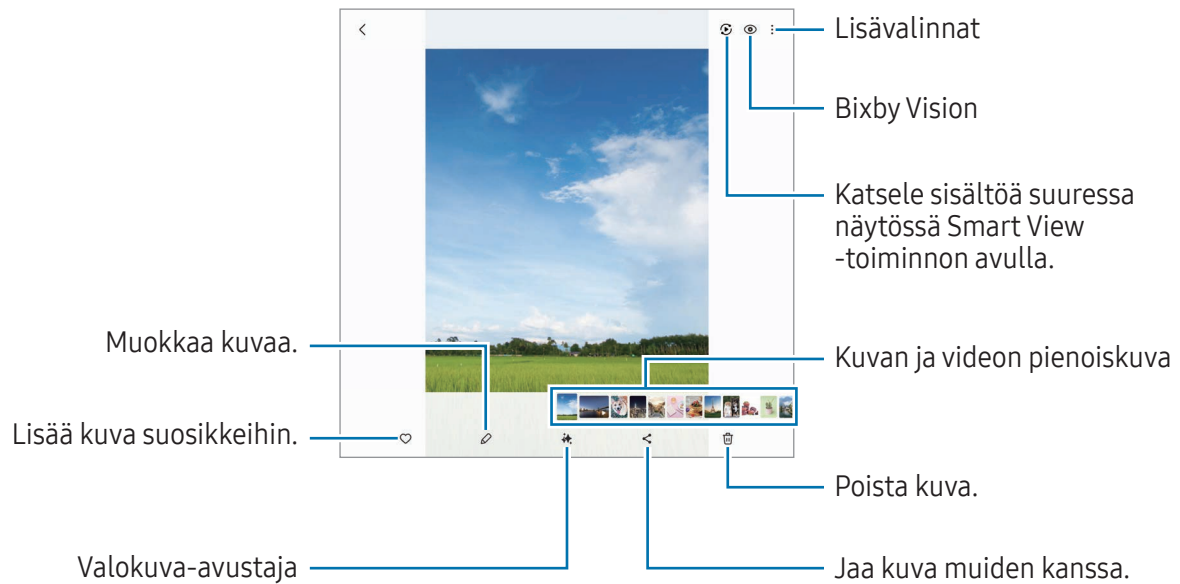 Lisävalinnat
Bixby Vision
Katsele sisältöä suuressa
näytössä Smart View
-toiminnon avulla.
Muokkaa kuvaa.
Kuvan ja videon pienoiskuva
Lisää kuva suosikkeihin.
Poista kuva.
Valokuva-avustaja
Jaa kuva muiden kanssa.